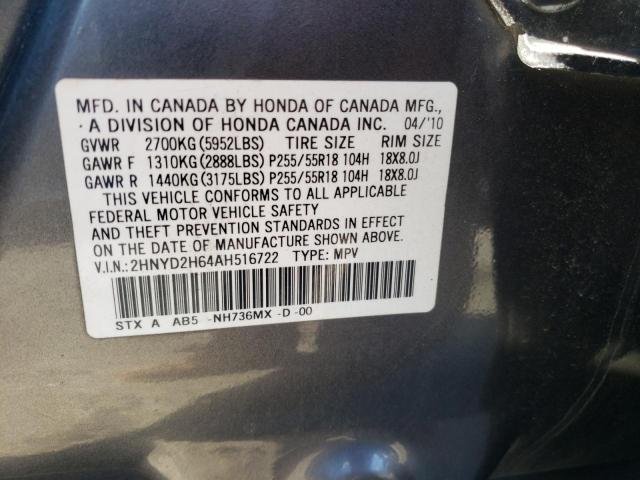 MFD. IN CANADA BY HONDA OF CANADA MFG.,
· A DIVISION OF HONDA CANADA INC. 04/'10
GVWR 2700KG (5952LBS) TIRE SIZE RIM SIZE
GAWR F 1310KG (2888LBS) P255/55R18 104H 18X8.0J
GAWR R 1440KG (3175LBS) P255/55R18 104H 18X8.0J
THIS VEHICLE CONFORMS TO ALL APPLICABLE
FEDERAL MOTOR VEHICLE SAFETY
AND THEFT PREVENTION STANDARDS IN EFFECT
ON THE DATE OF MANUFACTURE SHOWN ABOVE.
V.I.N.: 2HNYD2H64AH516722 TYPE: MPV
STX A AB5 -NH736MX -D -00